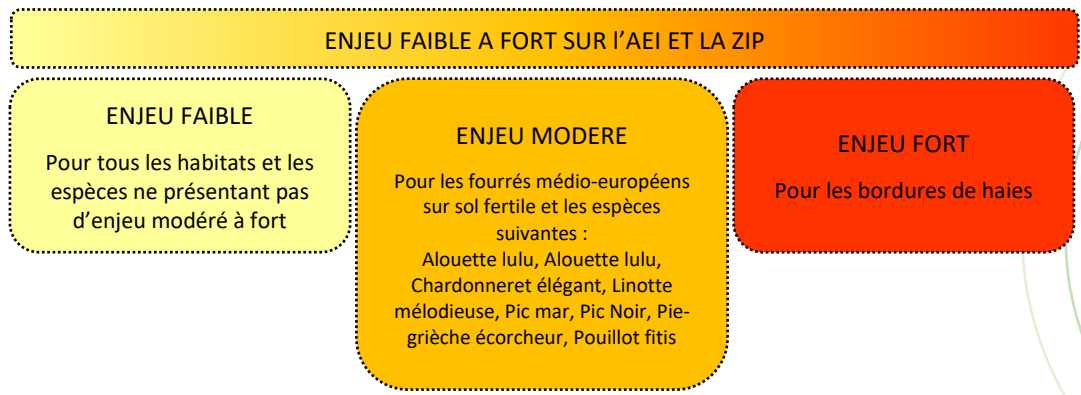 ENJEU FAIBLE A FORT SUR l'AEI ET LA ZIP
ENJEU FAIBLE
Pour tous les habitats et les
espèces ne présentant pas
d'enjeu modéré à fort
ENJEU MODERE
Pour les fourrés médio-européens
sur sol fertile et les espèces
suivantes :
Alouette lulu, Alouette lulu,
Chardonneret élégant, Linotte
mélodieuse, Pic mar, Pic Noir, Pie-
grièche écorcheur, Pouillot fitis
ENJEU FORT
Pour les bordures de haies